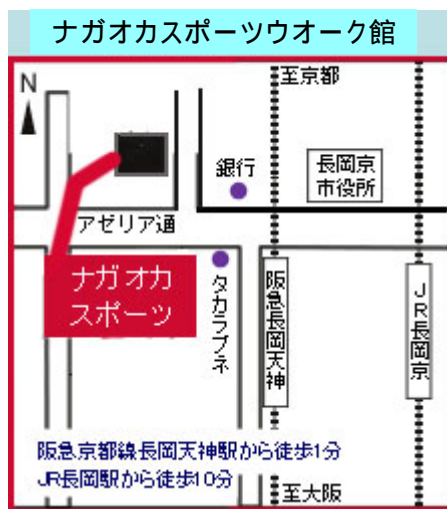 ナガオカスポーツウオーク館
至京都
N
銀行
長岡京
市役所
アゼリア通
ナガオカ
スポーツ
タカラブネ
阪急長岡天神
JR長岡京
阪急京都線長岡天神駅から徒歩1分
JR長岡駅から徒歩10分
至大阪